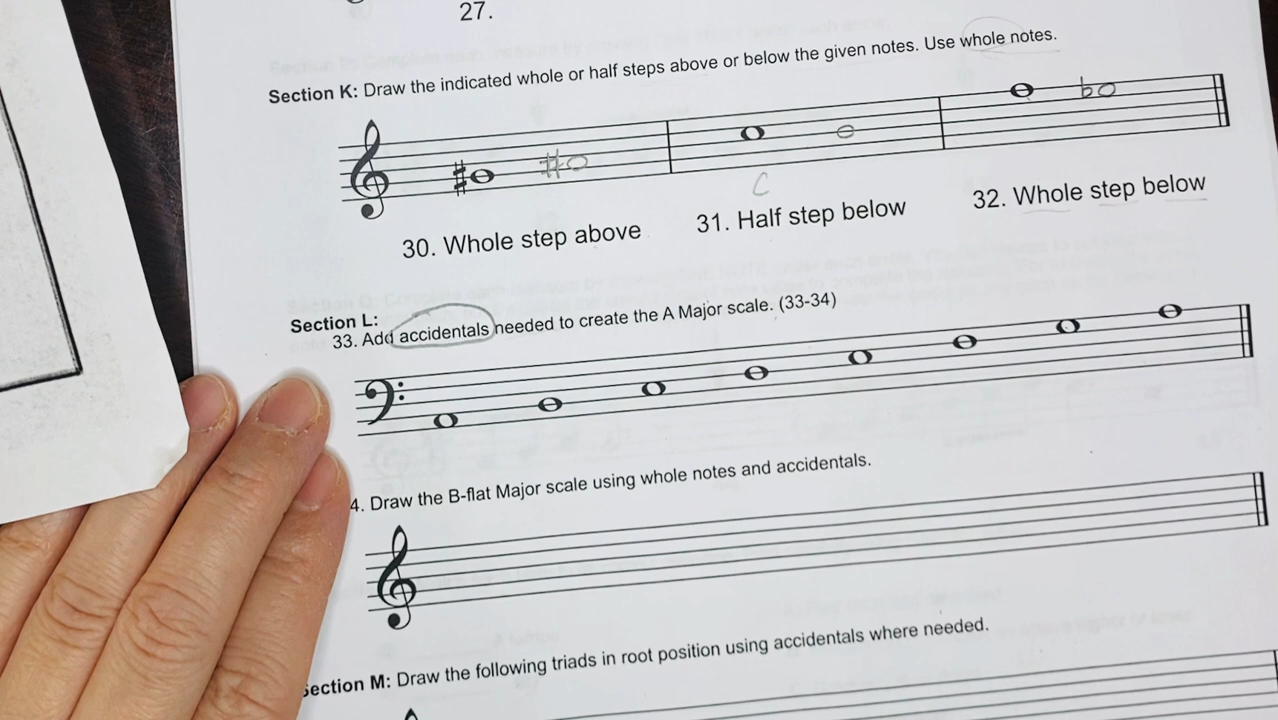 27.
Section K: Draw the indicated whole or half steps above or below the given notes. Use whole notes.
C
30. Whole step above
31. Half step below
32. Whole step below
Section L:
33. Add accidentals needed to create the A Major scale. (33-34)
4. Draw the B-flat Major scale using whole notes and accidentals.
Section M: Draw the following triads in root position using accidentals where needed.